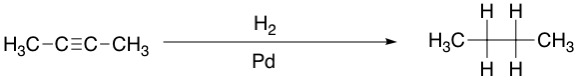 H₃C–C≡C–CH₃
H₂
Pd
H H
H₃C CH₃
H H